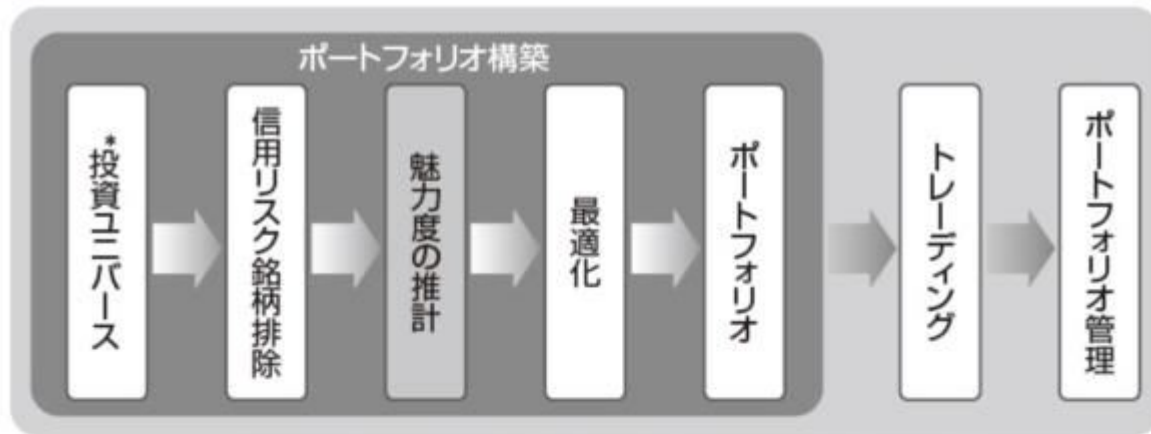 ポートフォリオ構築
*投資ユニバース
信用リスク銘柄排除
魅力度の推計
最適化
ポートフォリオ
トレーディング
ポートフォリオ管理